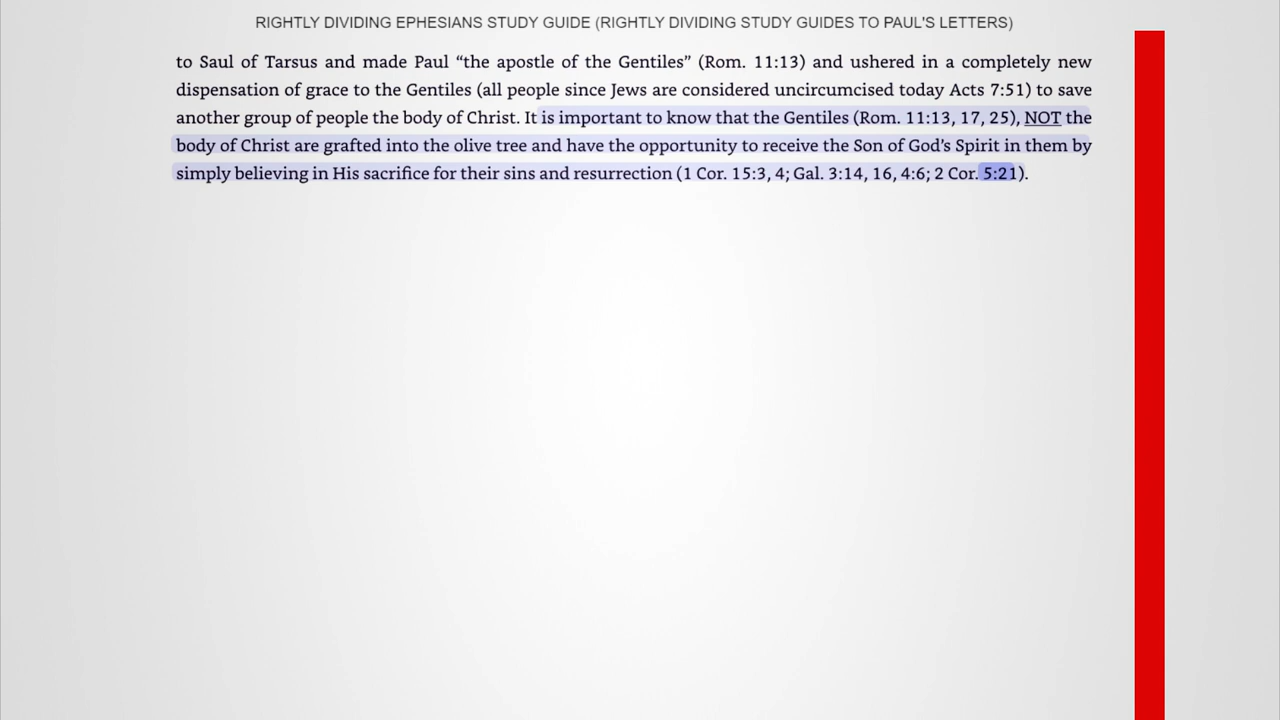 RIGHTLY DIVIDING EPHESIANS STUDY GUIDE (RIGHTLY DIVIDING STUDY GUIDES TO PAUL'S LETTERS)
to Saul of Tarsus and made Paul “the apostle of the Gentiles” (Rom. 11:13) and ushered in a completely new
dispensation of grace to the Gentiles (all people since Jews are considered uncircumcised today Acts 7:51) to save
another group of people the body of Christ. It is important to know that the Gentiles (Rom. 11:13, 17, 25), NOT the
body of Christ are grafted into the olive tree and have the opportunity to receive the Son of God’s Spirit in them by
simply believing in His sacrifice for their sins and resurrection (1 Cor. 15:3, 4; Gal. 3:14, 16, 4:6; 2 Cor. 5:21).